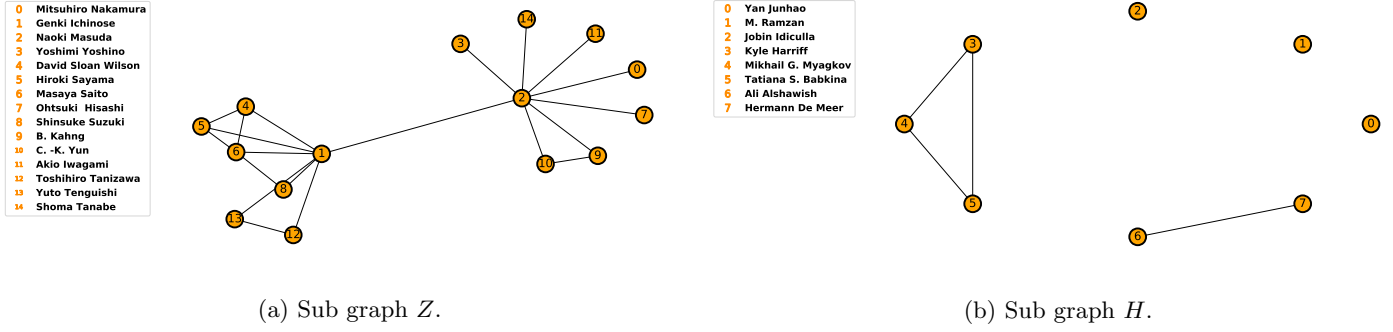 0 Mitsuhiro Nakamura
1 Genki Ichinose
2 Naoki Masuda
3 Yoshimi Yoshino
4 David Sloan Wilson
5 Hiroki Sayama
6 Masaya Saito
7 Ohtsuki Hisashi
8 Shinsuke Suzuki
9 B. Kahng
10 C. -K. Yun
11 Akio Iwagami
12 Toshihiro Tanizawa
13 Yuto Tenguishi
14 Shoma Tanabe
14
3
11
0
2
7
4
5
6
1
9
10
8
13
12
(a) Sub graph Z.
0 Yan Junhao
1 M. Ramzan
2 Jobin Idiculla
3 Kyle Harriff
4 Mikhail G. Myagkov
5 Tatiana S. Babkina
6 Ali Alshawish
7 Hermann De Meer
2
3
1
4
0
5
7
6
(b) Sub graph H.